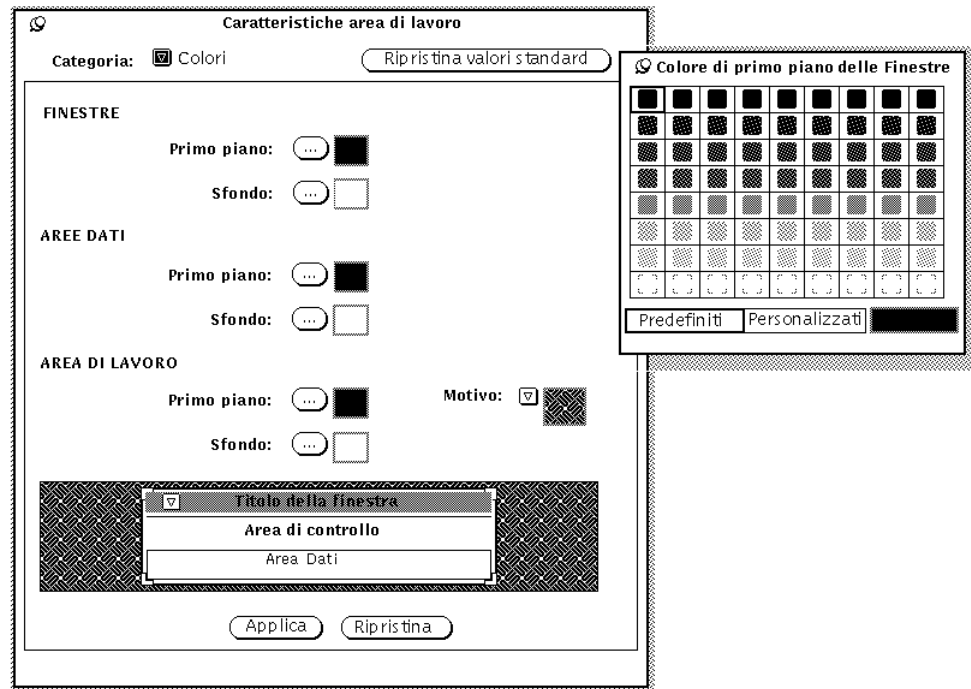 Caratteristiche area di lavoro
Categoria: Colori
Ripristina valori standard
FINESTRE
Primo piano: ...
Sfondo: ...
AREE DATI
Primo piano: ...
Sfondo: ...
AREA DI LAVORO
Primo piano: ...
Motivo:
Sfondo: ...
Titolo della finestra
Area di controllo
Area Dati
Applica
Ripristina
Colore di primo piano delle Finestre
Predefiniti
Personalizzati